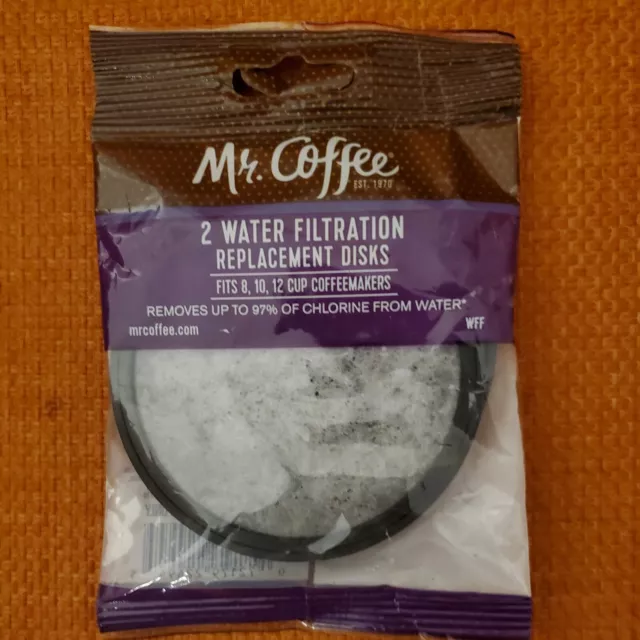 Mr. Coffee
EST. 1970
2 WATER FILTRATION
REPLACEMENT DISKS
FITS 8, 10, 12 CUP COFFEEMAKERS
REMOVES UP TO 97% OF CHLORINE FROM WATER*
mrcoffee.com WFF